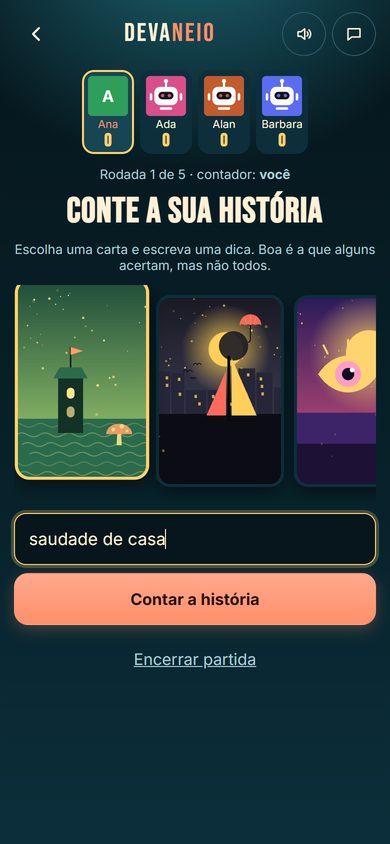 DEVANEIO
A
Ana
Ada
Alan
Barbara
0
0
0
0
Rodada 1 de 5 · contador: você
CONTE A SUA HISTÓRIA
Escolha uma carta e escreva uma dica. Boa é a que alguns
acertam, mas não todos.
saudade de casa
Contar a história
Encerrar partida